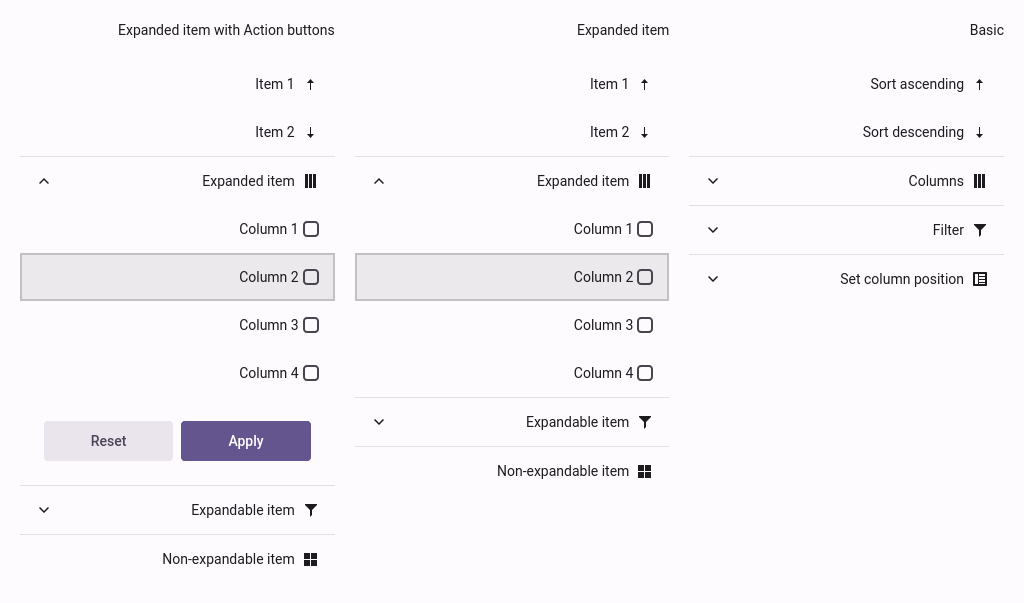 Basic
Sort ascending
Sort descending
Columns
Filter
Set column position
Expanded item
Item 1
Item 2
Expanded item
Column 1
Column 2
Column 3
Column 4
Expandable item
Non-expandable item
Expanded item with Action buttons
Item 1
Item 2
Expanded item
Column 1
Column 2
Column 3
Column 4
Apply
Reset
Expandable item
Non-expandable item